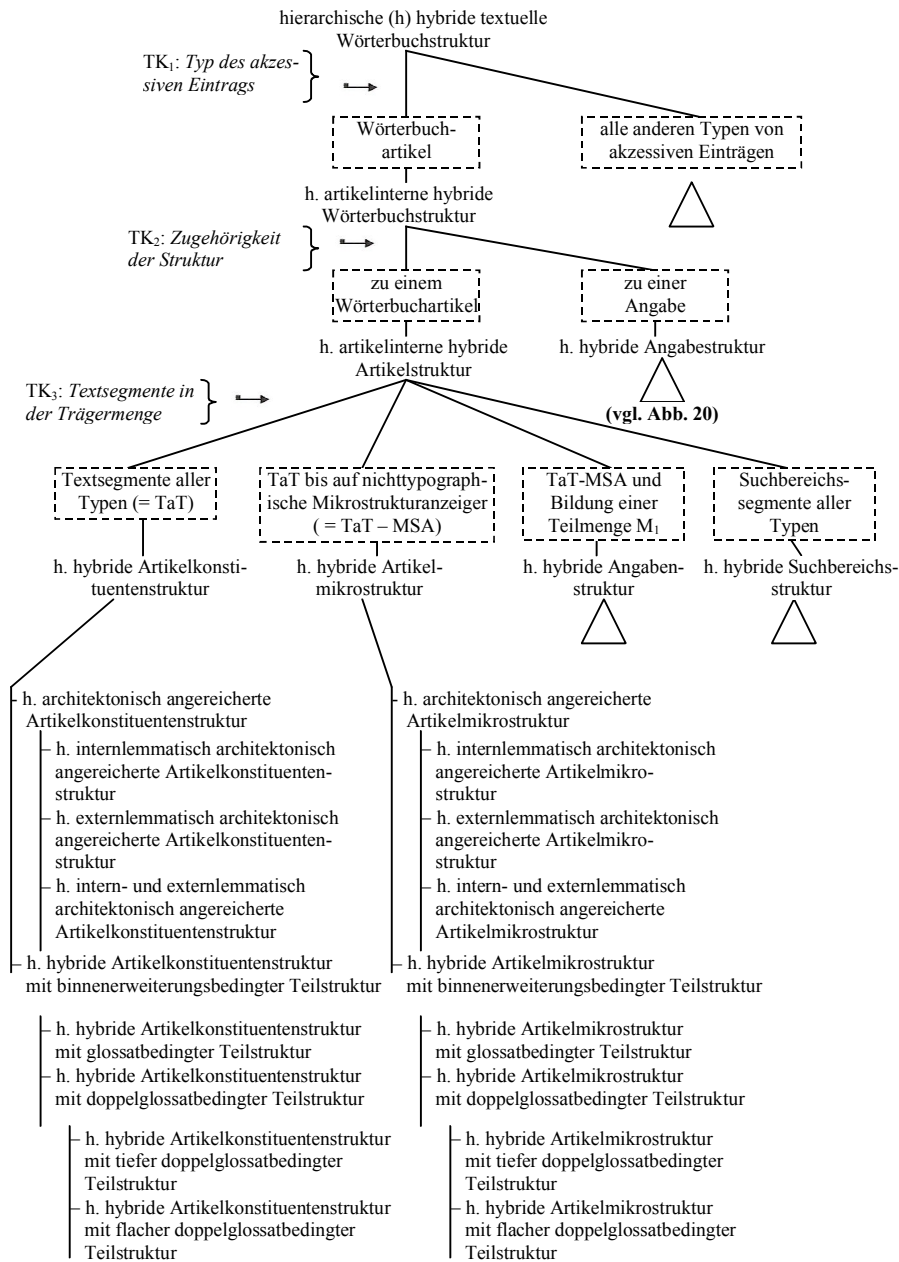 hierarchische (h) hybride textuelle
Wörterbuchstruktur
TK1: Typ des akzes-
siven Eintrags
Wörterbuch-
artikel
alle anderen Typen von
akzessiven Einträgen
h. artikelinterne hybride
Wörterbuchstruktur
TK2: Zugehörigkeit
der Struktur
zu einem
Wörterbuchartikel
zu einer
Angabe
h. artikelinterne hybride
Artikelstruktur
h. hybride Angabestruktur
(vgl. Abb. 20)
TK3: Textsegmente in
der Trägermenge
Textsegmente aller
Typen (= TaT)
TaT bis auf nichttypograph-
ische Mikrostrukturanzeiger
( = TaT – MSA)
TaT-MSA und
Bildung einer
Teilmenge M1
Suchbereichs-
segmente aller
Typen
h. hybride Artikelkonsti-
tuentenstruktur
h. hybride Artikel-
mikrostruktur
h. hybride Angaben-
struktur
h. hybride Suchbereichs-
struktur
h. architektonisch angereicherte
Artikelkonstituentenstruktur
h. internlemmatisch architektonisch
angereicherte Artikelkonstituenten-
struktur
h. externlemmatisch architektonisch
angereicherte Artikelkonstituenten-
struktur
h. intern- und externlemmatisch
architektonisch angereicherte
Artikelkonstituentenstruktur
h. hybride Artikelkonstituentenstruktur
mit binnenerweiterungsbedingter Teilstruktur
h. hybride Artikelkonstituentenstruktur
mit glossatbedingter Teilstruktur
h. hybride Artikelkonstituentenstruktur
mit doppelglossatbedingter Teilstruktur
h. hybride Artikelkonstituentenstruktur
mit tiefer doppelglossatbedingter
Teilstruktur
h. hybride Artikelkonstituentenstruktur
mit flacher doppelglossatbedingter
Teilstruktur
h. architektonisch angereicherte
Artikelmikrostruktur
h. internlemmatisch architektonisch
angereicherte Artikelmikro-
struktur
h. externlemmatisch architektonisch
angereicherte Artikelmikro-
struktur
h. intern- und externlemmatisch
architektonisch angereicherte
Artikelmikrostruktur
h. hybride Artikelmikrostruktur
mit binnenerweiterungsbedingter Teilstruktur
h. hybride Artikelmikrostruktur
mit glossatbedingter Teilstruktur
h. hybride Artikelmikrostruktur
mit doppelglossatbedingter Teilstruktur
h. hybride Artikelmikrostruktur
mit tiefer doppelglossatbedingter
Teilstruktur
h. hybride Artikelmikrostruktur
mit flacher doppelglossatbedingter
Teilstruktur